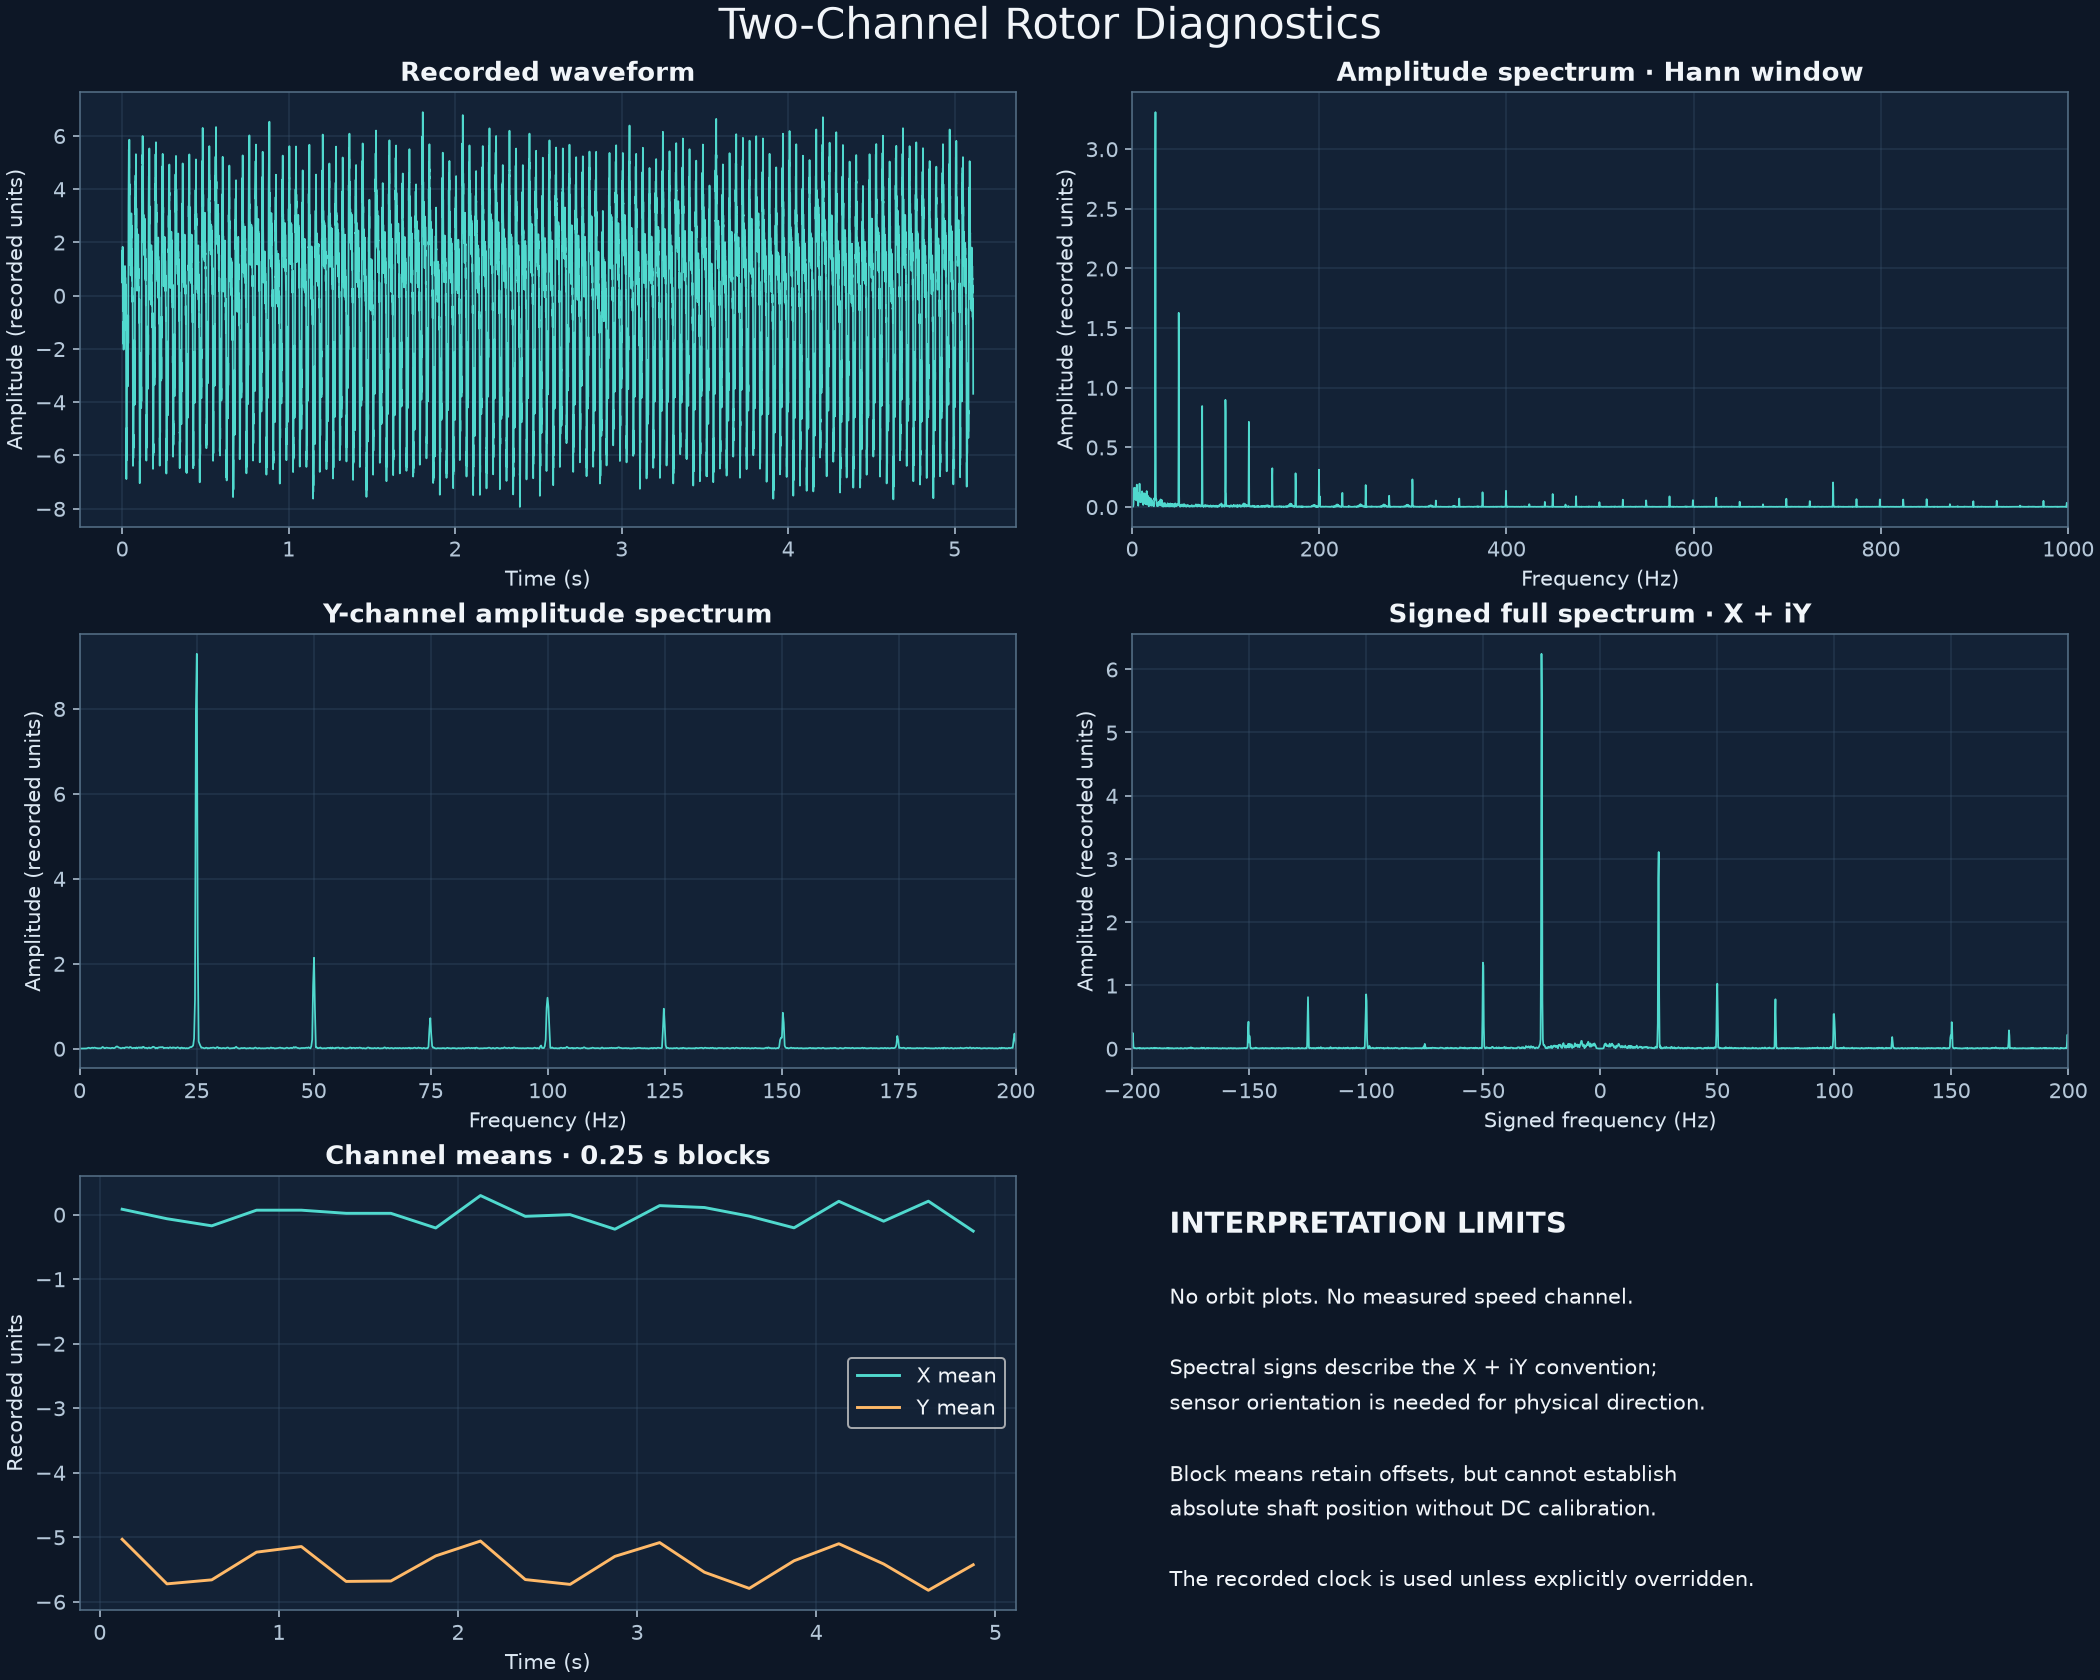 Two-Channel Rotor Diagnostics
Recorded waveform
Amplitude (recorded units)
6
4
2
0
−2
−4
−6
−8
0 1 2 3 4 5
Time (s)
Amplitude spectrum · Hann window
Amplitude (recorded units)
3.0
2.5
2.0
1.5
1.0
0.5
0.0
0 200 400 600 800 1000
Frequency (Hz)
Y-channel amplitude spectrum
Amplitude (recorded units)
8
6
4
2
0
0 25 50 75 100 125 150 175 200
Frequency (Hz)
Signed full spectrum · X + iY
Amplitude (recorded units)
6
5
4
3
2
1
0
−200 −150 −100 −50 0 50 100 150 200
Signed frequency (Hz)
Channel means · 0.25 s blocks
Recorded units
0
−1
−2
−3
−4
−5
−6
X mean
Y mean
0 1 2 3 4 5
Time (s)
INTERPRETATION LIMITS
No orbit plots. No measured speed channel.
Spectral signs describe the X + iY convention;
sensor orientation is needed for physical direction.
Block means retain offsets, but cannot establish
absolute shaft position without DC calibration.
The recorded clock is used unless explicitly overridden.